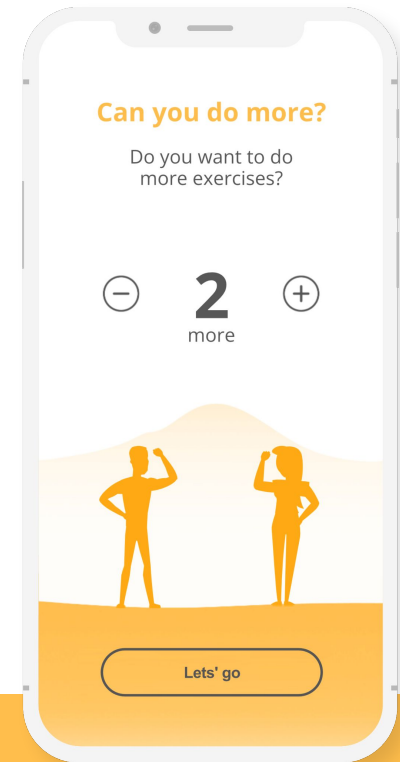 Can you do more?
Do you want to do
more exercises?
2
more
Lets' go